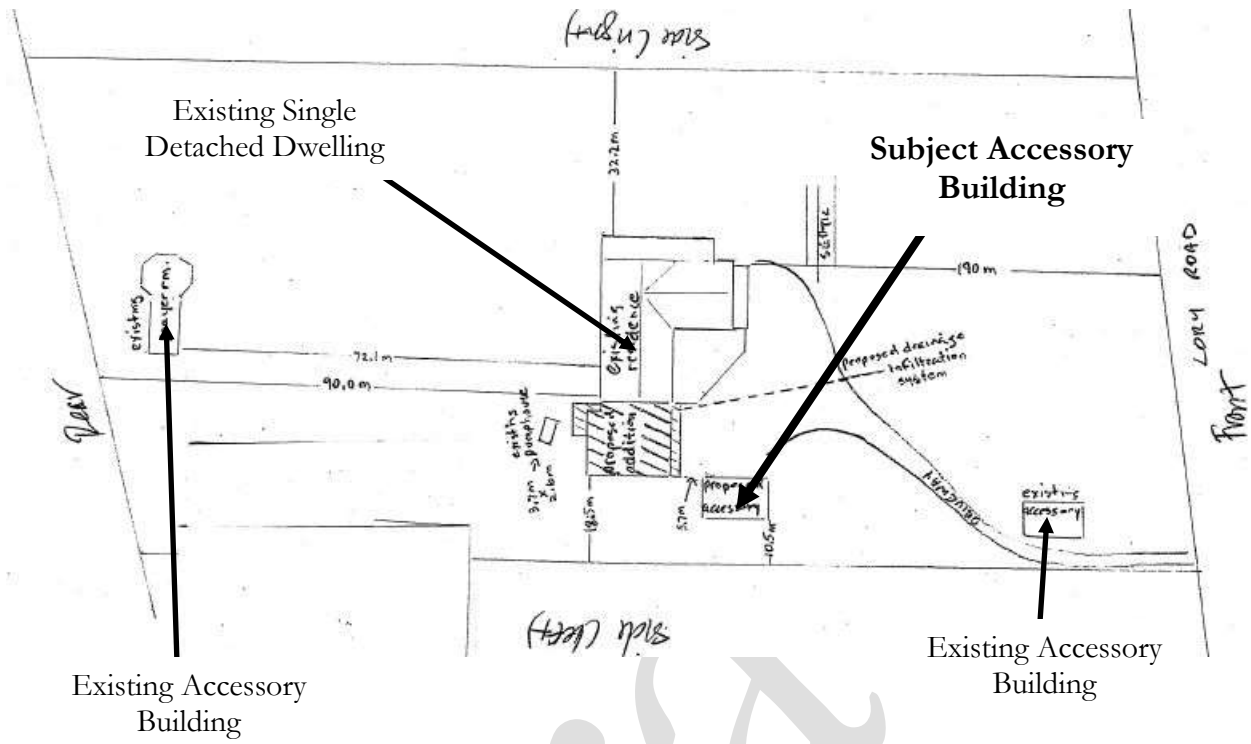 side (right)
Existing Single
Detached Dwelling
Subject Accessory
Building
32.2m
septic
190 m
LORY ROAD
Front
existing
prayer rm.
existing
residence
72.1m
90.0m
proposed drainage
infiltration
system
Rear
existing
pumphouse
3.7m
x
2.6m
proposed
addition
proposed
accessory
DRIVEWAY
existing
accessory
18.5m
5.7m
10.5m
side (left)
Existing Accessory
Building
Existing Accessory
Building